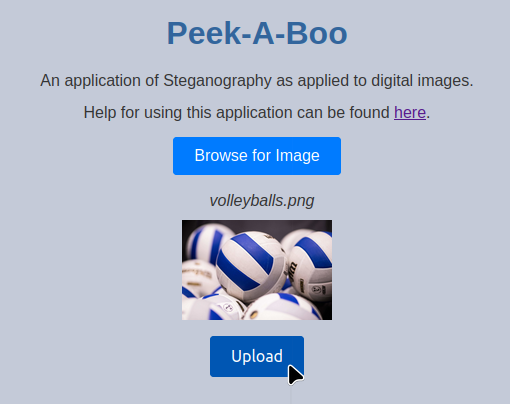 Peek-A-Boo
An application of Steganography as applied to digital images.
Help for using this application can be found here.
Browse for Image
volleyballs.png
Upload